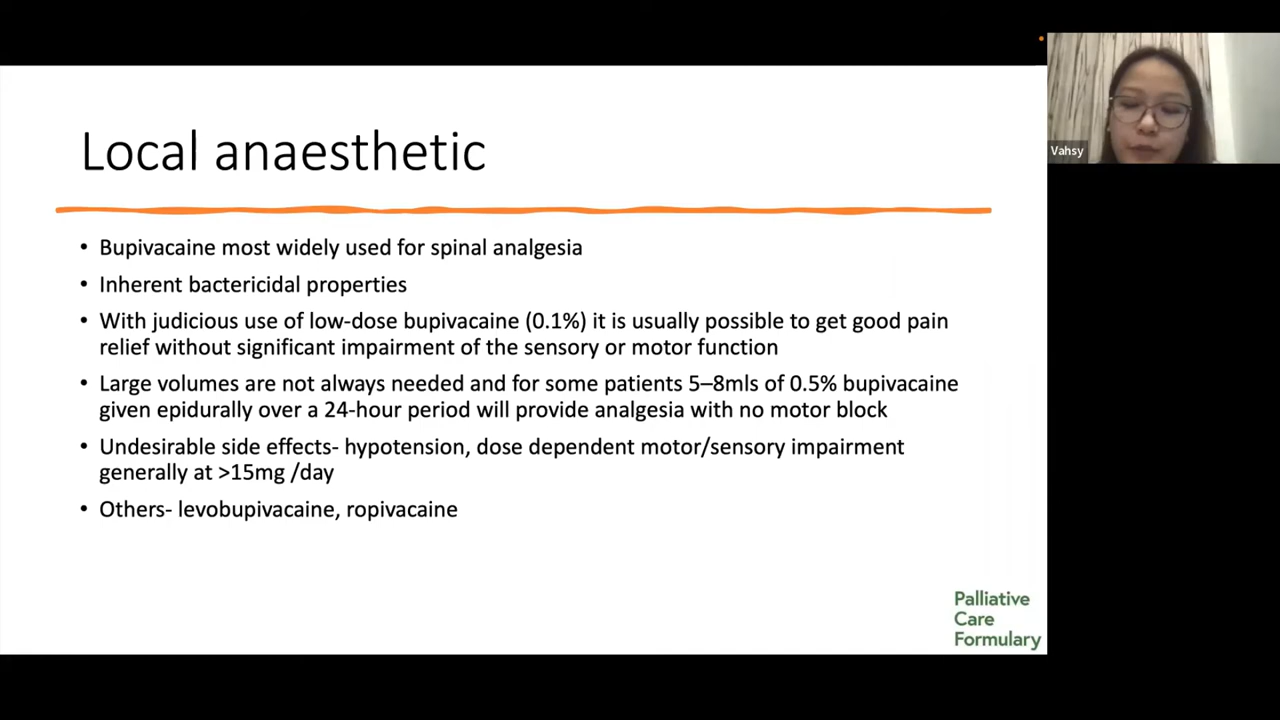 Local anaesthetic
• Bupivacaine most widely used for spinal analgesia
• Inherent bactericidal properties
• With judicious use of low-dose bupivacaine (0.1%) it is usually possible to get good pain
relief without significant impairment of the sensory or motor function
• Large volumes are not always needed and for some patients 5–8mls of 0.5% bupivacaine
given epidurally over a 24-hour period will provide analgesia with no motor block
• Undesirable side effects- hypotension, dose dependent motor/sensory impairment
generally at >15mg /day
• Others- levobupivacaine, ropivacaine
Palliative
Care
Formulary
Vahsy